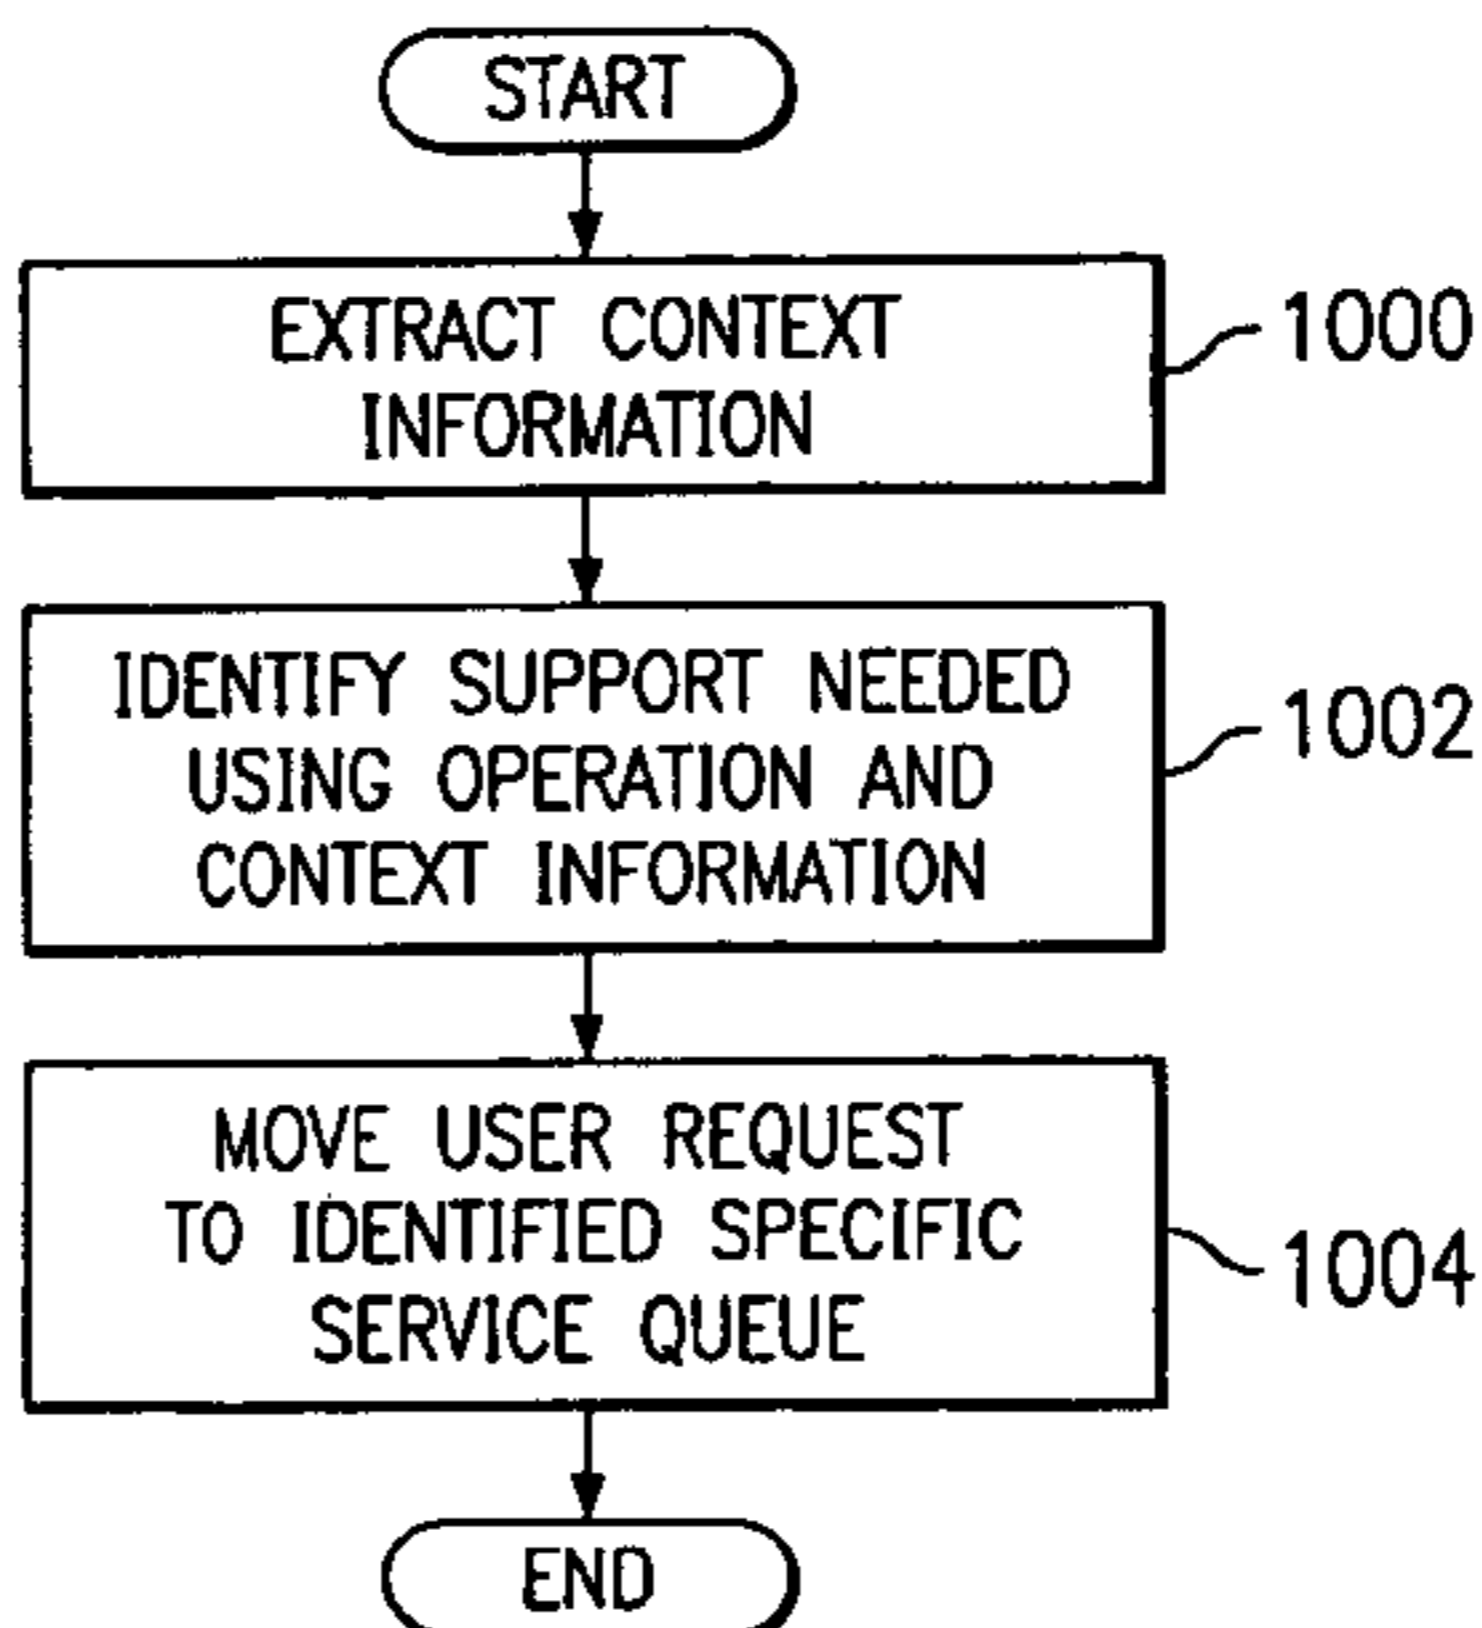 START
EXTRACT CONTEXT
INFORMATION
1000
IDENTIFY SUPPORT NEEDED
USING OPERATION AND
CONTEXT INFORMATION
1002
MOVE USER REQUEST
TO IDENTIFIED SPECIFIC
SERVICE QUEUE
1004
END